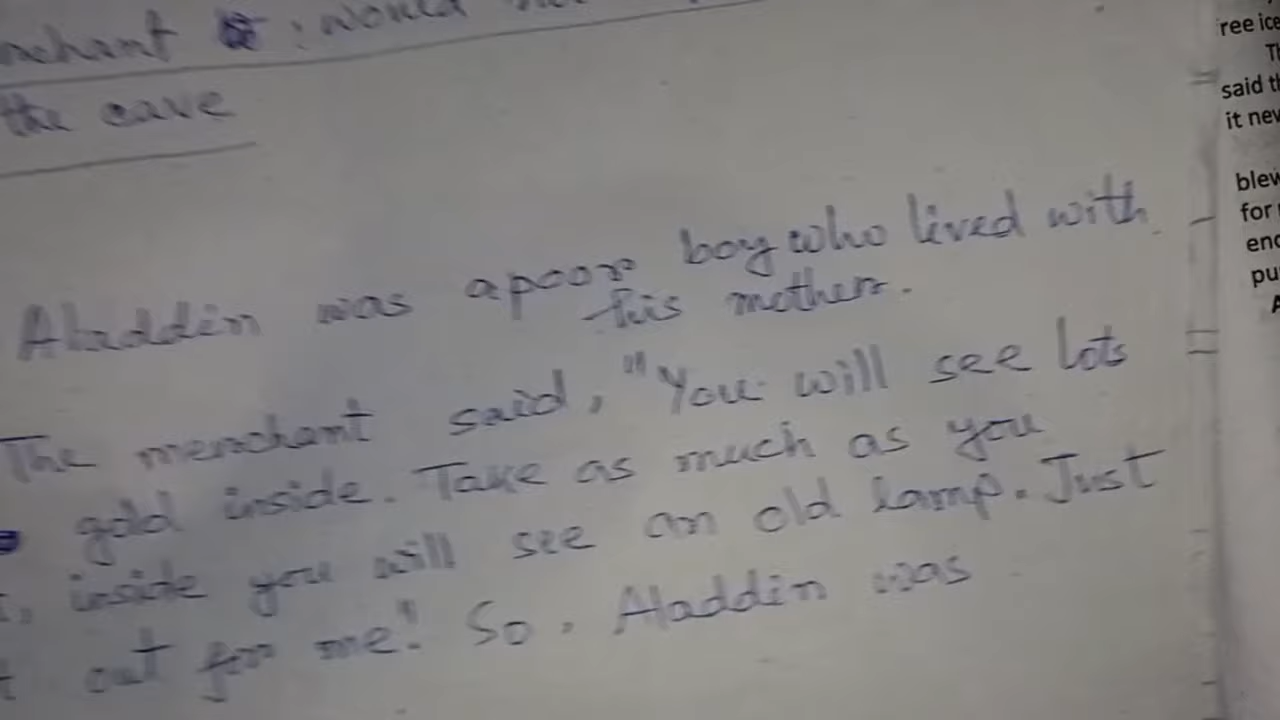 : would
the cave
Aladdin was a poor boy who lived with
his mother.
The merchant said, "You will see lots
gold inside. Take as much as you
inside you will see an old lamp. Just
out for me". So, Aladdin was
ree ice
said th
it nev
blew
for
enc
pu